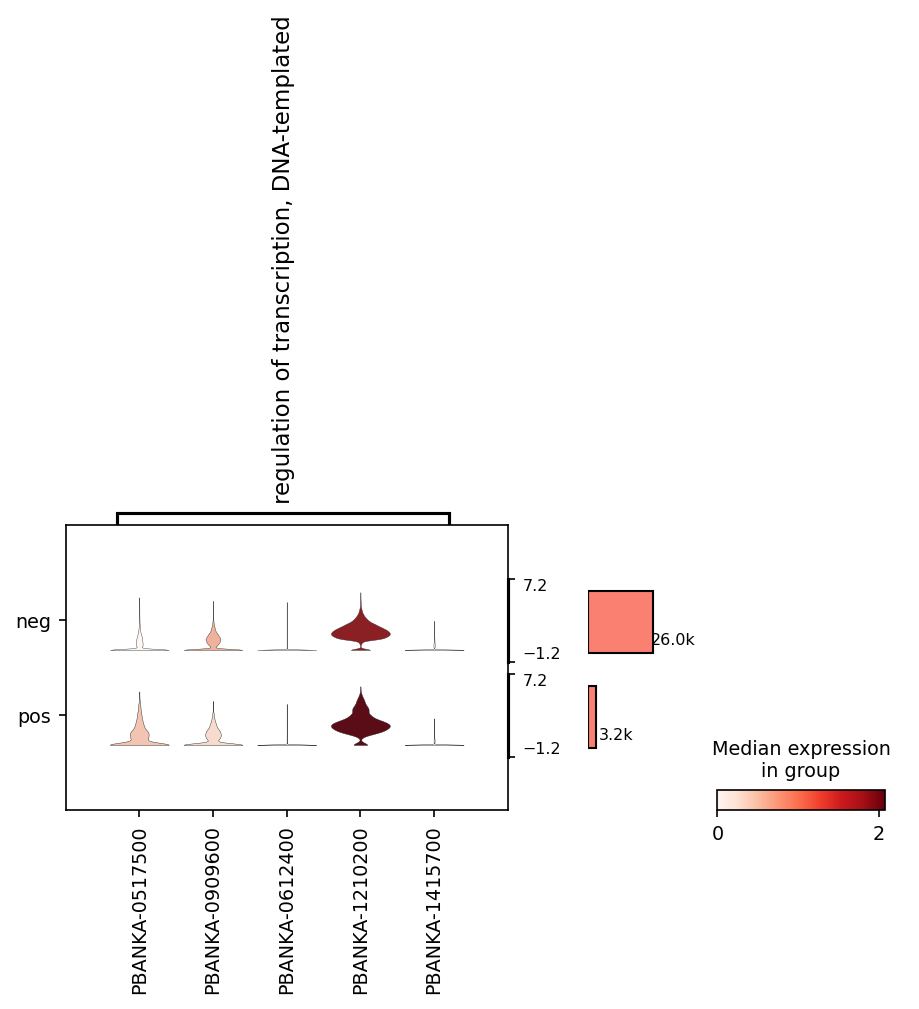 regulation of transcription, DNA-templated
neg
7.2
−1.2
26.0k
pos
7.2
−1.2
3.2k
Median expression
in group
0
2
PBANKA-0517500
PBANKA-0909600
PBANKA-0612400
PBANKA-1210200
PBANKA-1415700